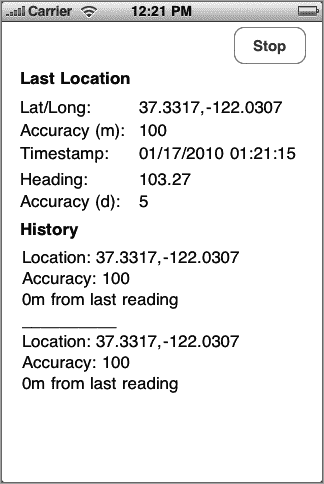 Carrier 12:21 PM
Stop
Last Location
Lat/Long: 37.3317,-122.0307
Accuracy (m): 100
Timestamp: 01/17/2010 01:21:15
Heading: 103.27
Accuracy (d): 5
History
Location: 37.3317,-122.0307
Accuracy: 100
0m from last reading
__________
Location: 37.3317,-122.0307
Accuracy: 100
0m from last reading